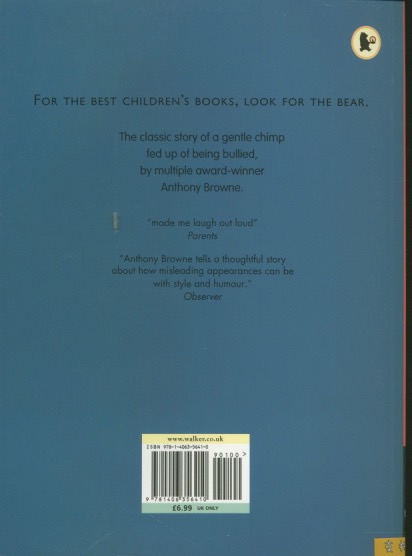 FOR THE BEST CHILDREN'S BOOKS, LOOK FOR THE BEAR.
The classic story of a gentle chimp
fed up of being bullied,
by multiple award-winner
Anthony Browne.
"made me laugh out loud"
Parents
"Anthony Browne tells a thoughtful story
about how misleading appearances can be
with style and humour."
Observer
www.walker.co.uk
ISBN 978-1-4063-5641-0
90100 >
9 781406 356410
£6.99 UK ONLY